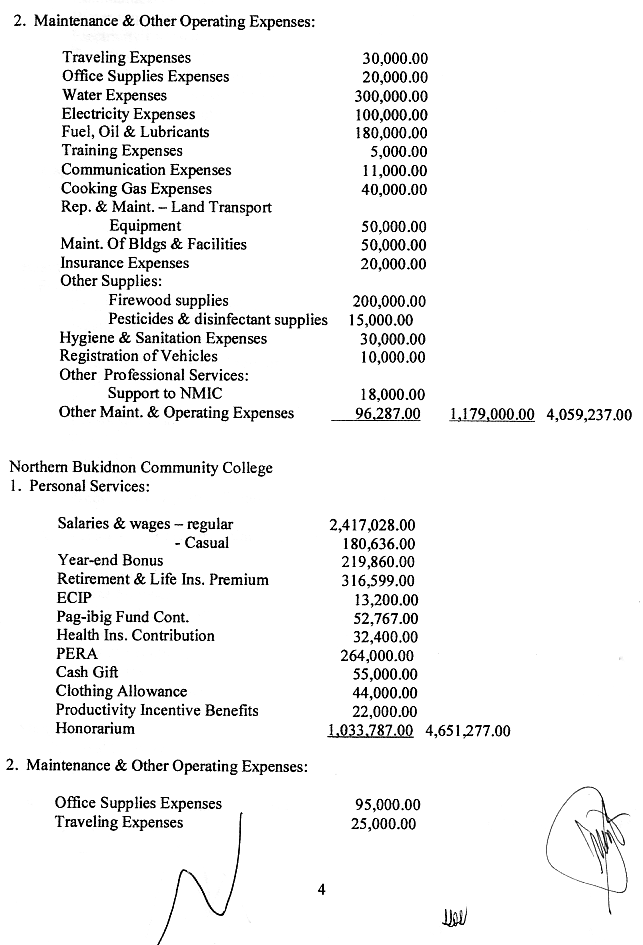 2. Maintenance & Other Operating Expenses:
Traveling Expenses 30,000.00
Office Supplies Expenses 20,000.00
Water Expenses 300,000.00
Electricity Expenses 100,000.00
Fuel, Oil & Lubricants 180,000.00
Training Expenses 5,000.00
Communication Expenses 11,000.00
Cooking Gas Expenses 40,000.00
Rep. & Maint. – Land Transport
Equipment 50,000.00
Maint. Of Bldgs & Facilities 50,000.00
Insurance Expenses 20,000.00
Other Supplies:
Firewood supplies 200,000.00
Pesticides & disinfectant supplies 15,000.00
Hygiene & Sanitation Expenses 30,000.00
Registration of Vehicles 10,000.00
Other Professional Services:
Support to NMIC 18,000.00
Other Maint. & Operating Expenses 96,287.00 1,179,000.00 4,059,237.00
Northern Bukidnon Community College
1. Personal Services:
Salaries & wages – regular 2,417,028.00
- Casual 180,636.00
Year-end Bonus 219,860.00
Retirement & Life Ins. Premium 316,599.00
ECIP 13,200.00
Pag-ibig Fund Cont. 52,767.00
Health Ins. Contribution 32,400.00
PERA 264,000.00
Cash Gift 55,000.00
Clothing Allowance 44,000.00
Productivity Incentive Benefits 22,000.00
Honorarium 1,033,787.00 4,651,277.00
2. Maintenance & Other Operating Expenses:
Office Supplies Expenses 95,000.00
Traveling Expenses 25,000.00
4